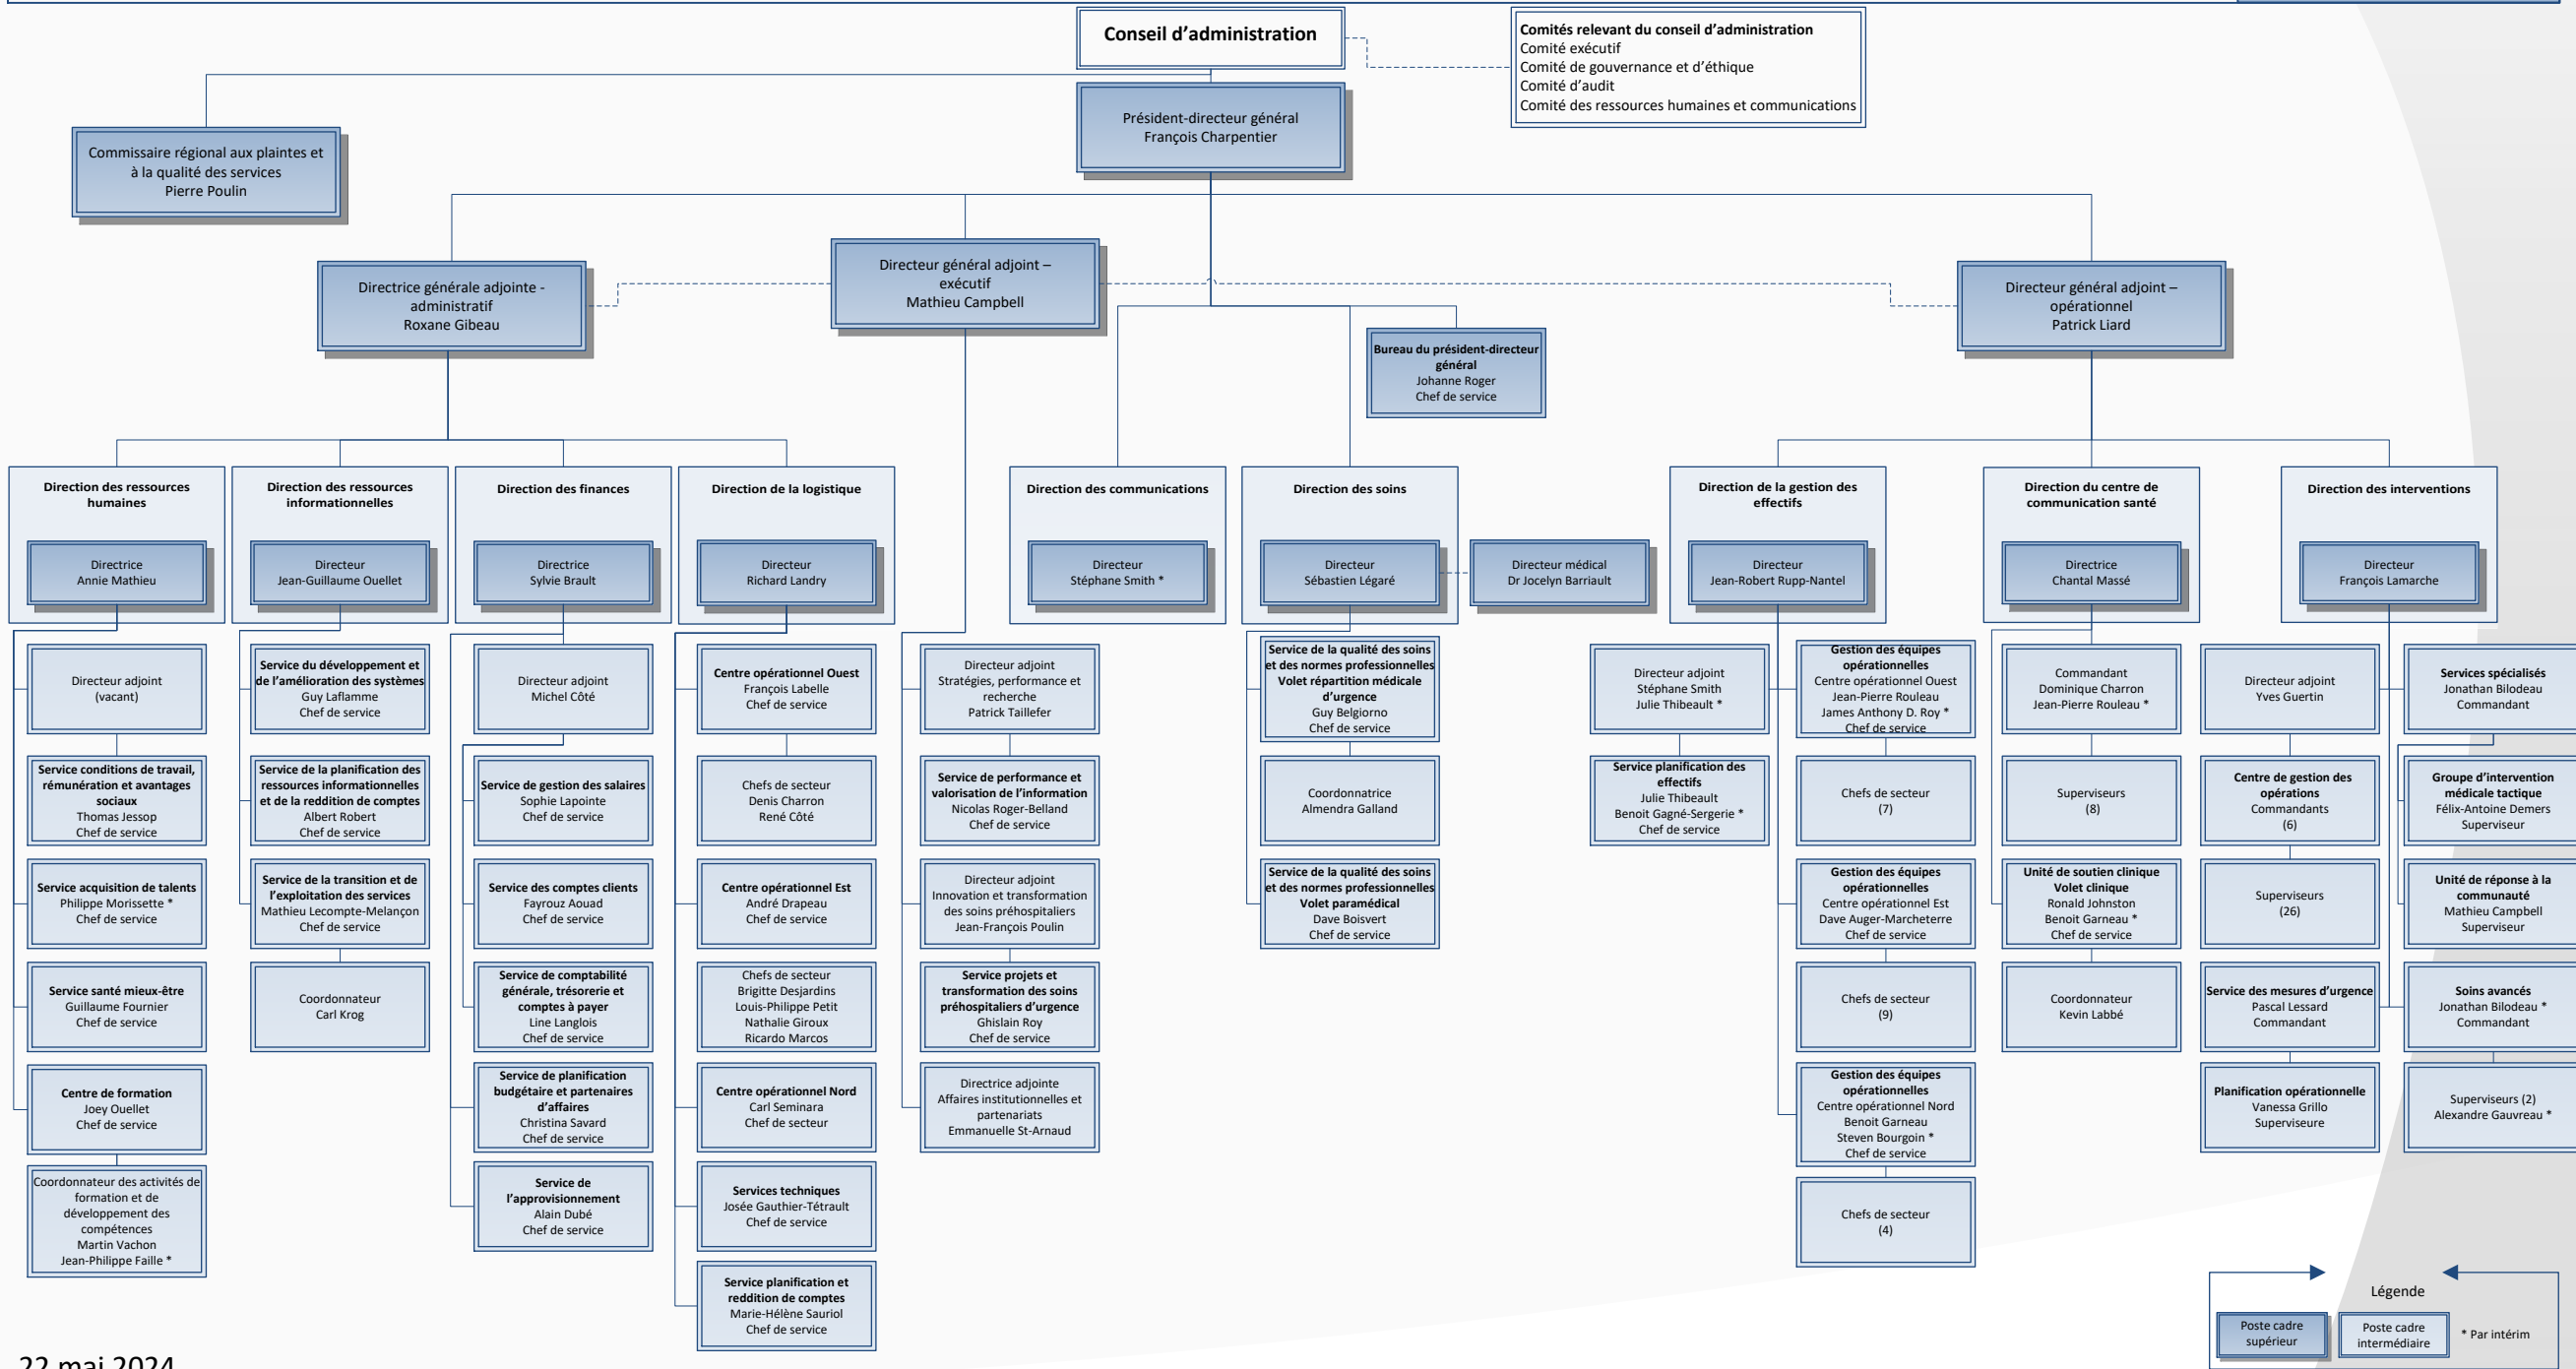 Conseil d’administration
Comités relevant du conseil d’administration
Comité exécutif
Comité de gouvernance et d’éthique
Comité d’audit
Comité des ressources humaines et communications
Président-directeur général
François Charpentier
Commissaire régional aux plaintes et
à la qualité des services
Pierre Poulin
Directrice générale adjointe -
administratif
Roxane Gibeau
Directeur général adjoint –
exécutif
Mathieu Campbell
Directeur général adjoint –
opérationnel
Patrick Liard
Bureau du président-directeur
général
Johanne Roger
Chef de service
Direction des ressources
humaines
Directrice
Annie Mathieu
Directeur adjoint
(vacant)
Service conditions de travail,
rémunération et avantages
sociaux
Thomas Jessop
Chef de service
Service acquisition de talents
Philippe Morissette *
Chef de service
Service santé mieux-être
Guillaume Fournier
Chef de service
Centre de formation
Joey Ouellet
Chef de service
Coordonnateur des activités de
formation et de
développement des
compétences
Martin Vachon
Jean-Philippe Faille *
Direction des ressources
informationnelles
Directeur
Jean-Guillaume Ouellet
Service du développement et
de l’amélioration des systèmes
Guy Laflamme
Chef de service
Service de la planification des
ressources informationnelles
et de la reddition de comptes
Albert Robert
Chef de service
Service de la transition et de
l’exploitation des services
Mathieu Lecompte-Melançon
Chef de service
Coordonnateur
Carl Krog
Direction des finances
Directrice
Sylvie Brault
Directeur adjoint
Michel Côté
Service de gestion des salaires
Sophie Lapointe
Chef de service
Service des comptes clients
Fayrouz Aouad
Chef de service
Service de comptabilité
générale, trésorerie et
comptes à payer
Line Langlois
Chef de service
Service de planification
budgétaire et partenaires
d’affaires
Christina Savard
Chef de service
Service de
l’approvisionnement
Alain Dubé
Chef de service
Direction de la logistique
Directeur
Richard Landry
Centre opérationnel Ouest
François Labelle
Chef de service
Chefs de secteur
Denis Charron
René Côté
Centre opérationnel Est
André Drapeau
Chef de service
Chefs de secteur
Brigitte Desjardins
Louis-Philippe Petit
Nathalie Giroux
Ricardo Marcos
Centre opérationnel Nord
Carl Seminara
Chef de secteur
Services techniques
Josée Gauthier-Tétrault
Chef de service
Service planification et
reddition de comptes
Marie-Hélène Sauriol
Chef de service
Directeur adjoint
Stratégies, performance et
recherche
Patrick Taillefer
Service de performance et
valorisation de l’information
Nicolas Roger-Belland
Chef de service
Directeur adjoint
Innovation et transformation
des soins préhospitaliers
Jean-François Poulin
Service projets et
transformation des soins
préhospitaliers d’urgence
Ghislain Roy
Chef de service
Directrice adjointe
Affaires institutionnelles et
partenariats
Emmanuelle St-Arnaud
Direction des communications
Directeur
Stéphane Smith *
Direction des soins
Directeur
Sébastien Légaré
Directeur médical
Dr Jocelyn Barriault
Service de la qualité des soins
et des normes professionnelles
Volet répartition médicale
d’urgence
Guy Belgiorno
Chef de service
Coordonnatrice
Almendra Galland
Service de la qualité des soins
et des normes professionnelles
Volet paramédical
Dave Boisvert
Chef de service
Direction de la gestion des
effectifs
Directeur
Jean-Robert Rupp-Nantel
Directeur adjoint
Stéphane Smith
Julie Thibeault *
Service planification des
effectifs
Julie Thibeault
Benoit Gagné-Sergerie *
Chef de service
Gestion des équipes
opérationnelles
Centre opérationnel Ouest
Jean-Pierre Rouleau
James Anthony D. Roy *
Chef de service
Chefs de secteur
(7)
Gestion des équipes
opérationnelles
Centre opérationnel Est
Dave Auger-Marcheterre
Chef de service
Chefs de secteur
(9)
Gestion des équipes
opérationnelles
Centre opérationnel Nord
Benoit Garneau
Steven Bourgoin *
Chef de service
Chefs de secteur
(4)
Direction du centre de
communication santé
Directrice
Chantal Massé
Commandant
Dominique Charron
Jean-Pierre Rouleau *
Superviseurs
(8)
Unité de soutien clinique
Volet clinique
Ronald Johnston
Benoit Garneau *
Chef de service
Coordonnateur
Kevin Labbé
Direction des interventions
Directeur
François Lamarche
Directeur adjoint
Yves Guertin
Centre de gestion des
opérations
Commandants
(6)
Superviseurs
(26)
Service des mesures d’urgence
Pascal Lessard
Commandant
Planification opérationnelle
Vanessa Grillo
Superviseure
Services spécialisés
Jonathan Bilodeau
Commandant
Groupe d’intervention
médicale tactique
Félix-Antoine Demers
Superviseur
Unité de réponse à la
communauté
Mathieu Campbell
Superviseur
Soins avancés
Jonathan Bilodeau *
Commandant
Superviseurs (2)
Alexandre Gauvreau *
Légende
Poste cadre
supérieur
Poste cadre
intermédiaire
* Par intérim
22 mai 2024